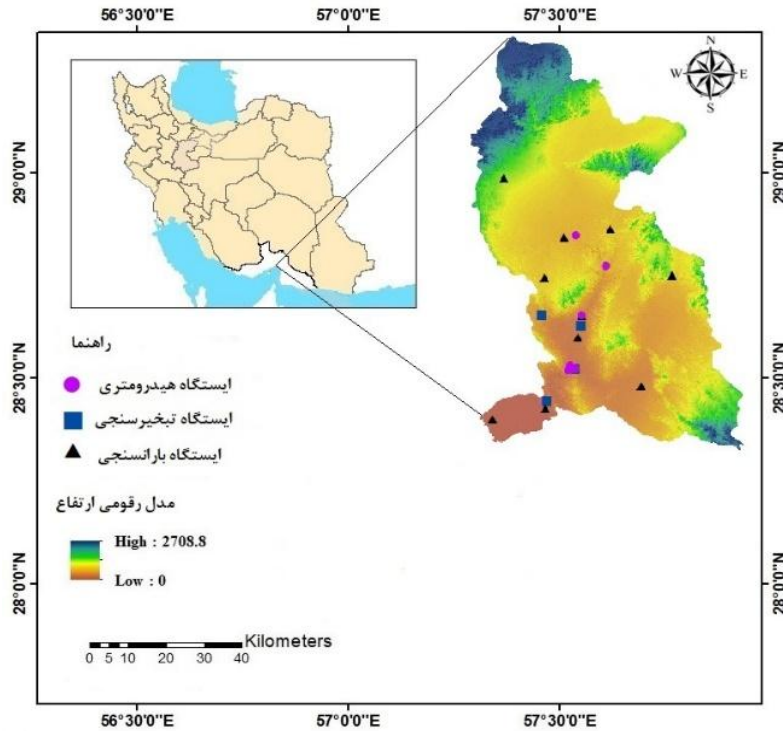 56°30'0"E 57°0'0"E 57°30'0"E
N
W E
S
29°0'0"N 29°0'0"N
راهنما
ایستگاه هیدرومتری
28°30'0"N 28°30'0"N
ایستگاه تبخیرسنجی
ایستگاه بارانسنجی
مدل رقومی ارتفاع
High : 2708.8
Low : 0
28°0'0"N 28°0'0"N
Kilometers
0 5 10 20 30 40
56°30'0"E 57°0'0"E 57°30'0"E